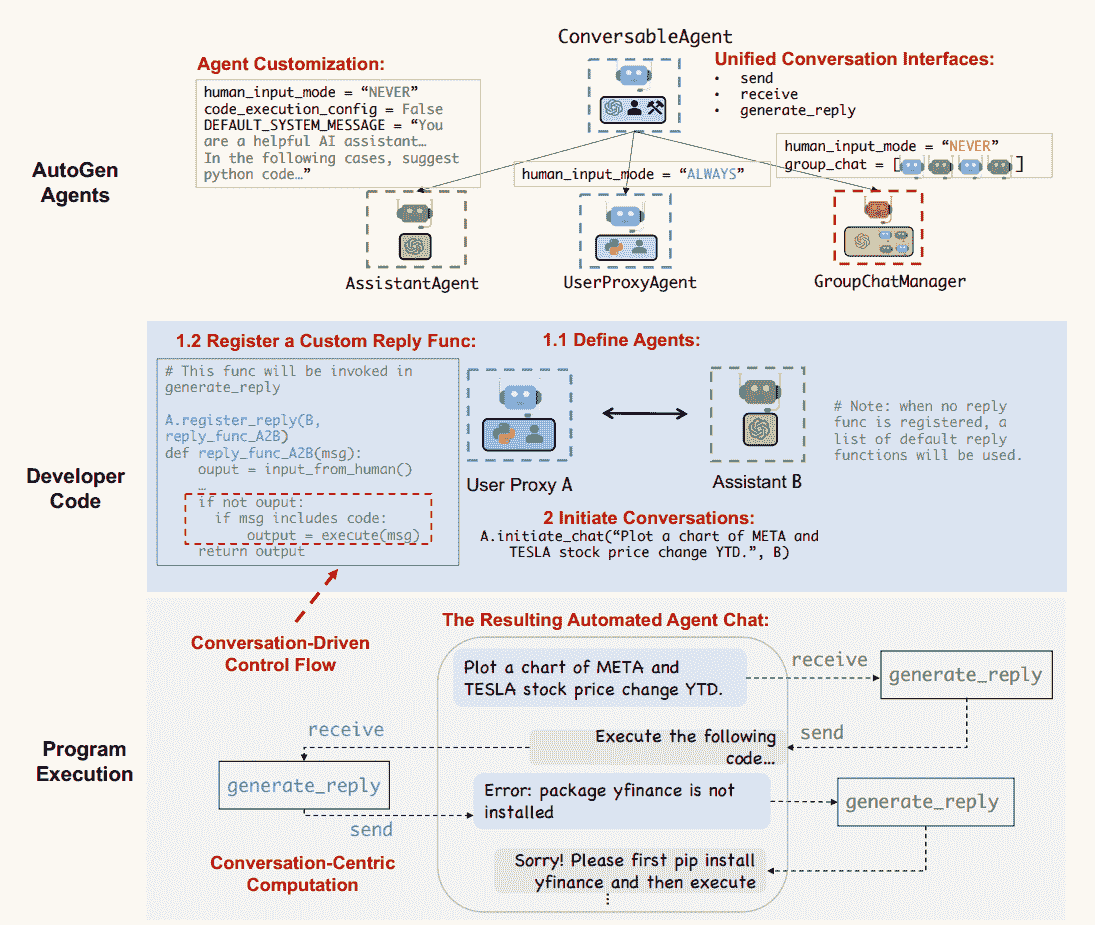 ConversableAgent
Agent Customization:
human_input_mode = “NEVER”
code_execution_config = False
DEFAULT_SYSTEM_MESSAGE = “You
are a helpful AI assistant…
In the following cases, suggest
python code…”
Unified Conversation Interfaces:
• send
• receive
• generate_reply
AutoGen
Agents
human_input_mode = “ALWAYS”
human_input_mode = “NEVER”
group_chat = [ ]
AssistantAgent
UserProxyAgent
GroupChatManager
Developer
Code
1.2 Register a Custom Reply Func:
# This func will be invoked in
generate_reply
A.register_reply(B,
reply_func_A2B)
def reply_func_A2B(msg):
ouput = input_from_human()
…
if not ouput:
if msg includes code:
output = execute(msg)
return output
1.1 Define Agents:
User Proxy A
Assistant B
# Note: when no reply
func is registered, a
list of default reply
functions will be used.
2 Initiate Conversations:
A.initiate_chat(“Plot a chart of META and
TESLA stock price change YTD.”, B)
Conversation-Driven
Control Flow
Program
Execution
The Resulting Automated Agent Chat:
Plot a chart of META and
TESLA stock price change YTD.
receive
generate_reply
send
Execute the following
code…
receive
generate_reply
send
Error: package yfinance is not
installed
generate_reply
Conversation-Centric
Computation
Sorry! Please first pip install
yfinance and then execute
⋮